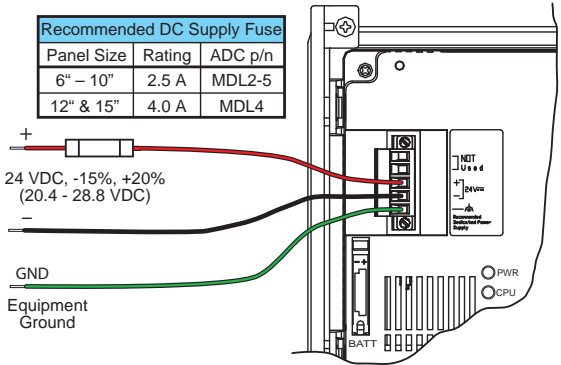 Recommended DC Supply Fuse
Panel Size Rating ADC p/n
6“ – 10” 2.5 A MDL2-5
12“ & 15” 4.0 A MDL4
+
24 VDC, -15%, +20%
(20.4 - 28.8 VDC)
–
GND
Equipment
Ground
NOT
Used
+
24V
–
Recommended
Dedicated Power
Supply
– +
BATT
PWR
CPU